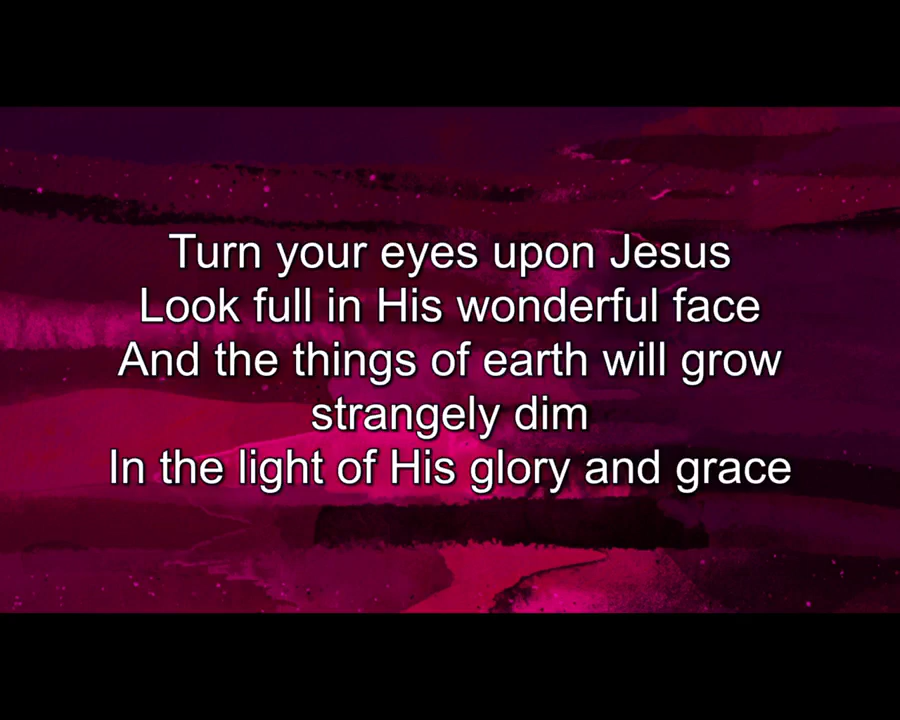 Turn your eyes upon Jesus
Look full in His wonderful face
And the things of earth will grow
strangely dim
In the light of His glory and grace